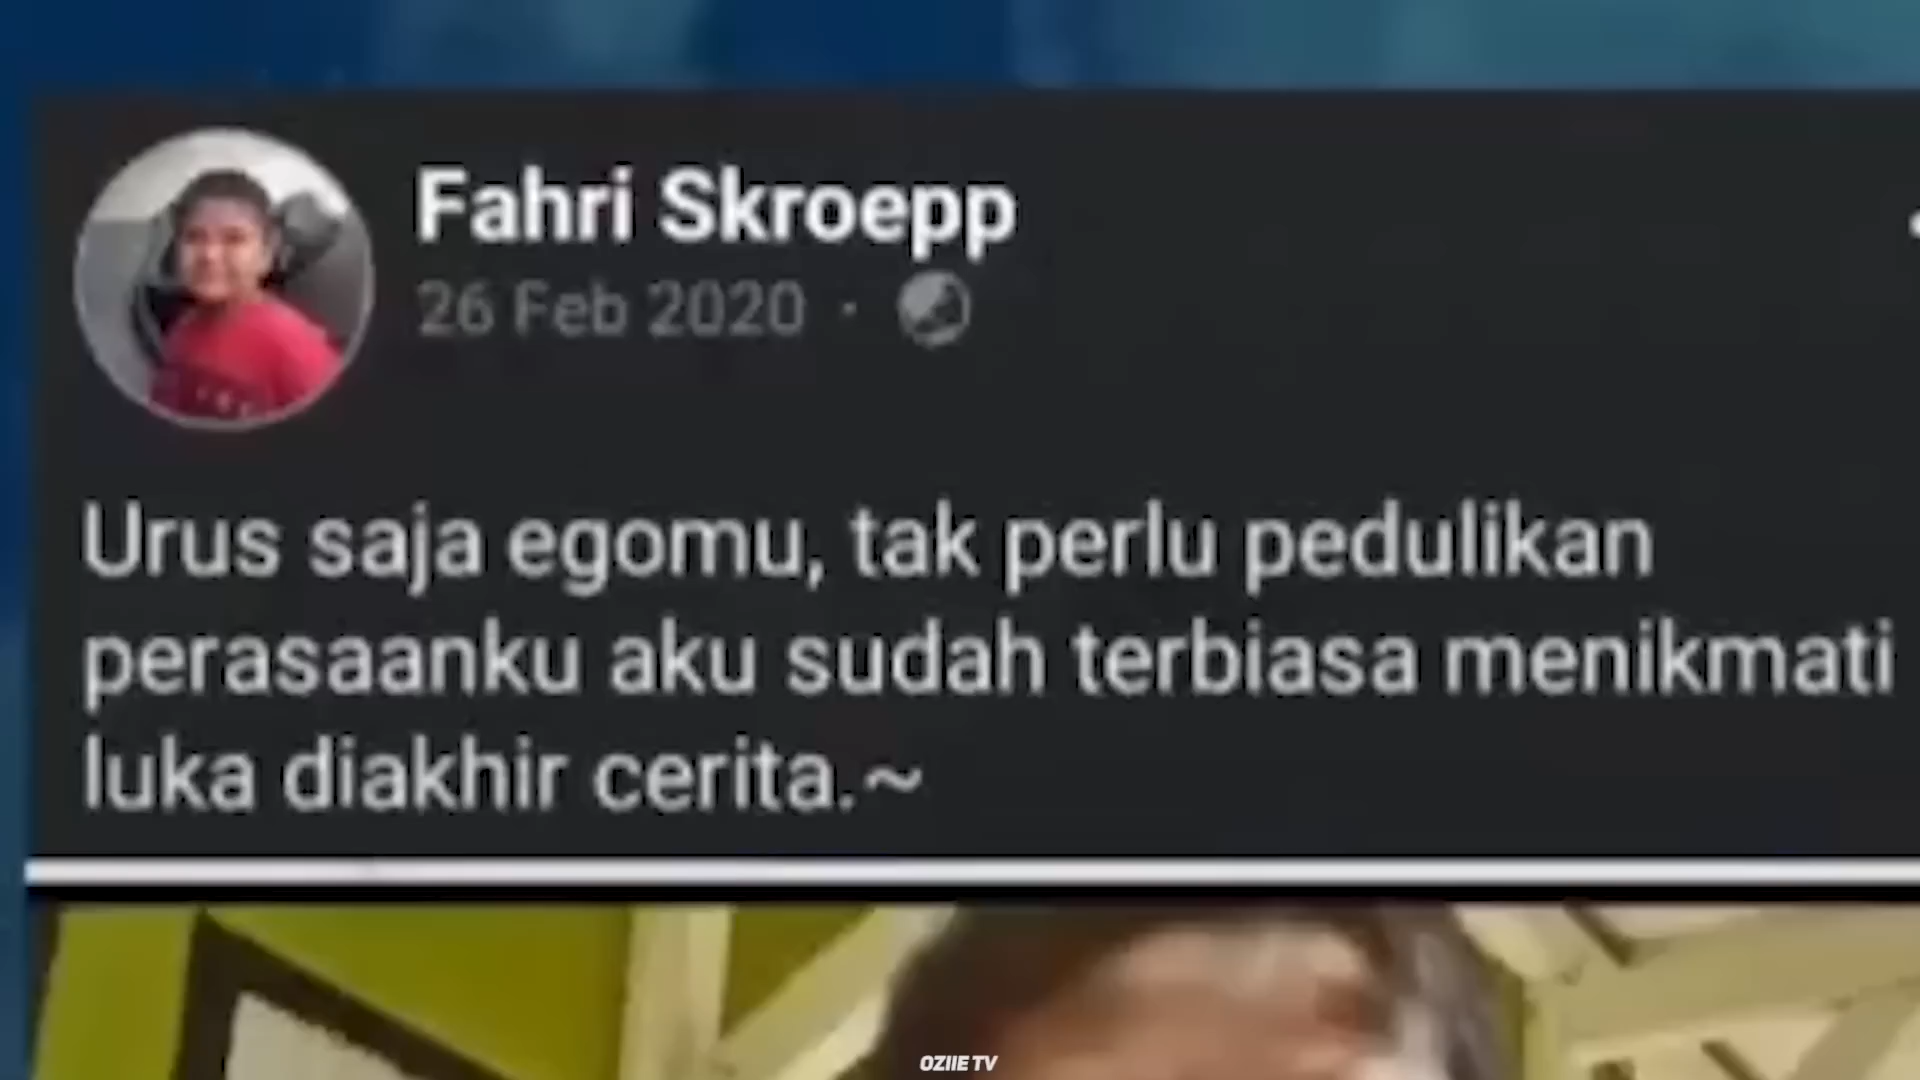 Fahri Skroepp
26 Feb 2020 ·
Urus saja egomu, tak perlu pedulikan
perasaanku aku sudah terbiasa menikmati
luka diakhir cerita.~
OZIIE TV